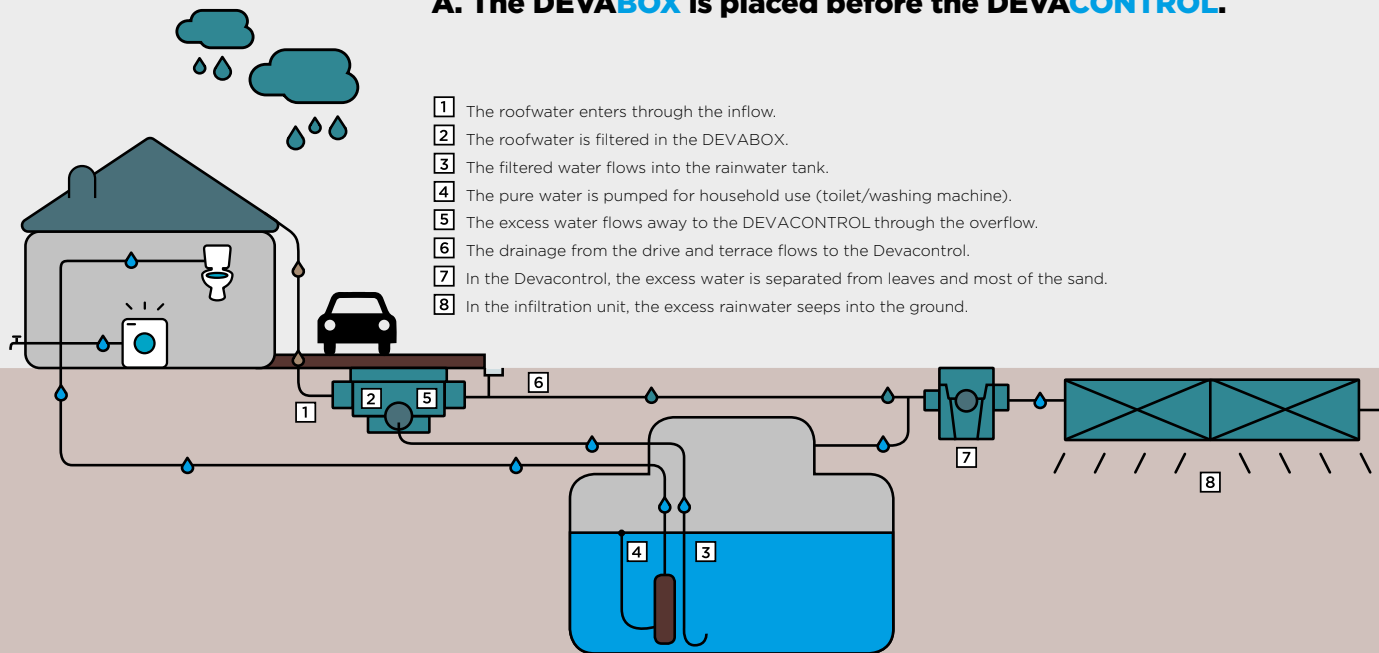 A. The DEVABOX is placed before the DEVACONTROL.
1 The roofwater enters through the inflow.
2 The roofwater is filtered in the DEVABOX.
3 The filtered water flows into the rainwater tank.
4 The pure water is pumped for household use (toilet/washing machine).
5 The excess water flows away to the DEVACONTROL through the overflow.
6 The drainage from the drive and terrace flows to the Devacontrol.
7 In the Devacontrol, the excess water is separated from leaves and most of the sand.
8 In the infiltration unit, the excess rainwater seeps into the ground.
6
2 5
1
7
8
4 3